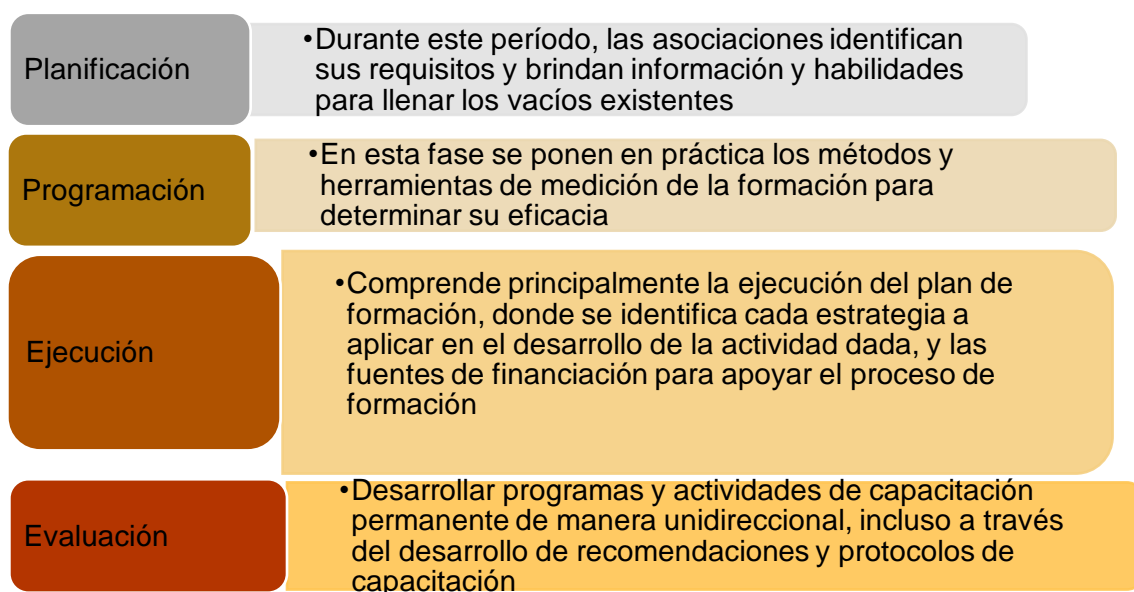 Planificación
•Durante este período, las asociaciones identifican
sus requisitos y brindan información y habilidades
para llenar los vacíos existentes
Programación
•En esta fase se ponen en práctica los métodos y
herramientas de medición de la formación para
determinar su eficacia
Ejecución
•Comprende principalmente la ejecución del plan de
formación, donde se identifica cada estrategia a
aplicar en el desarrollo de la actividad dada, y las
fuentes de financiación para apoyar el proceso de
formación
Evaluación
•Desarrollar programas y actividades de capacitación
permanente de manera unidireccional, incluso a través
del desarrollo de recomendaciones y protocolos de
capacitación